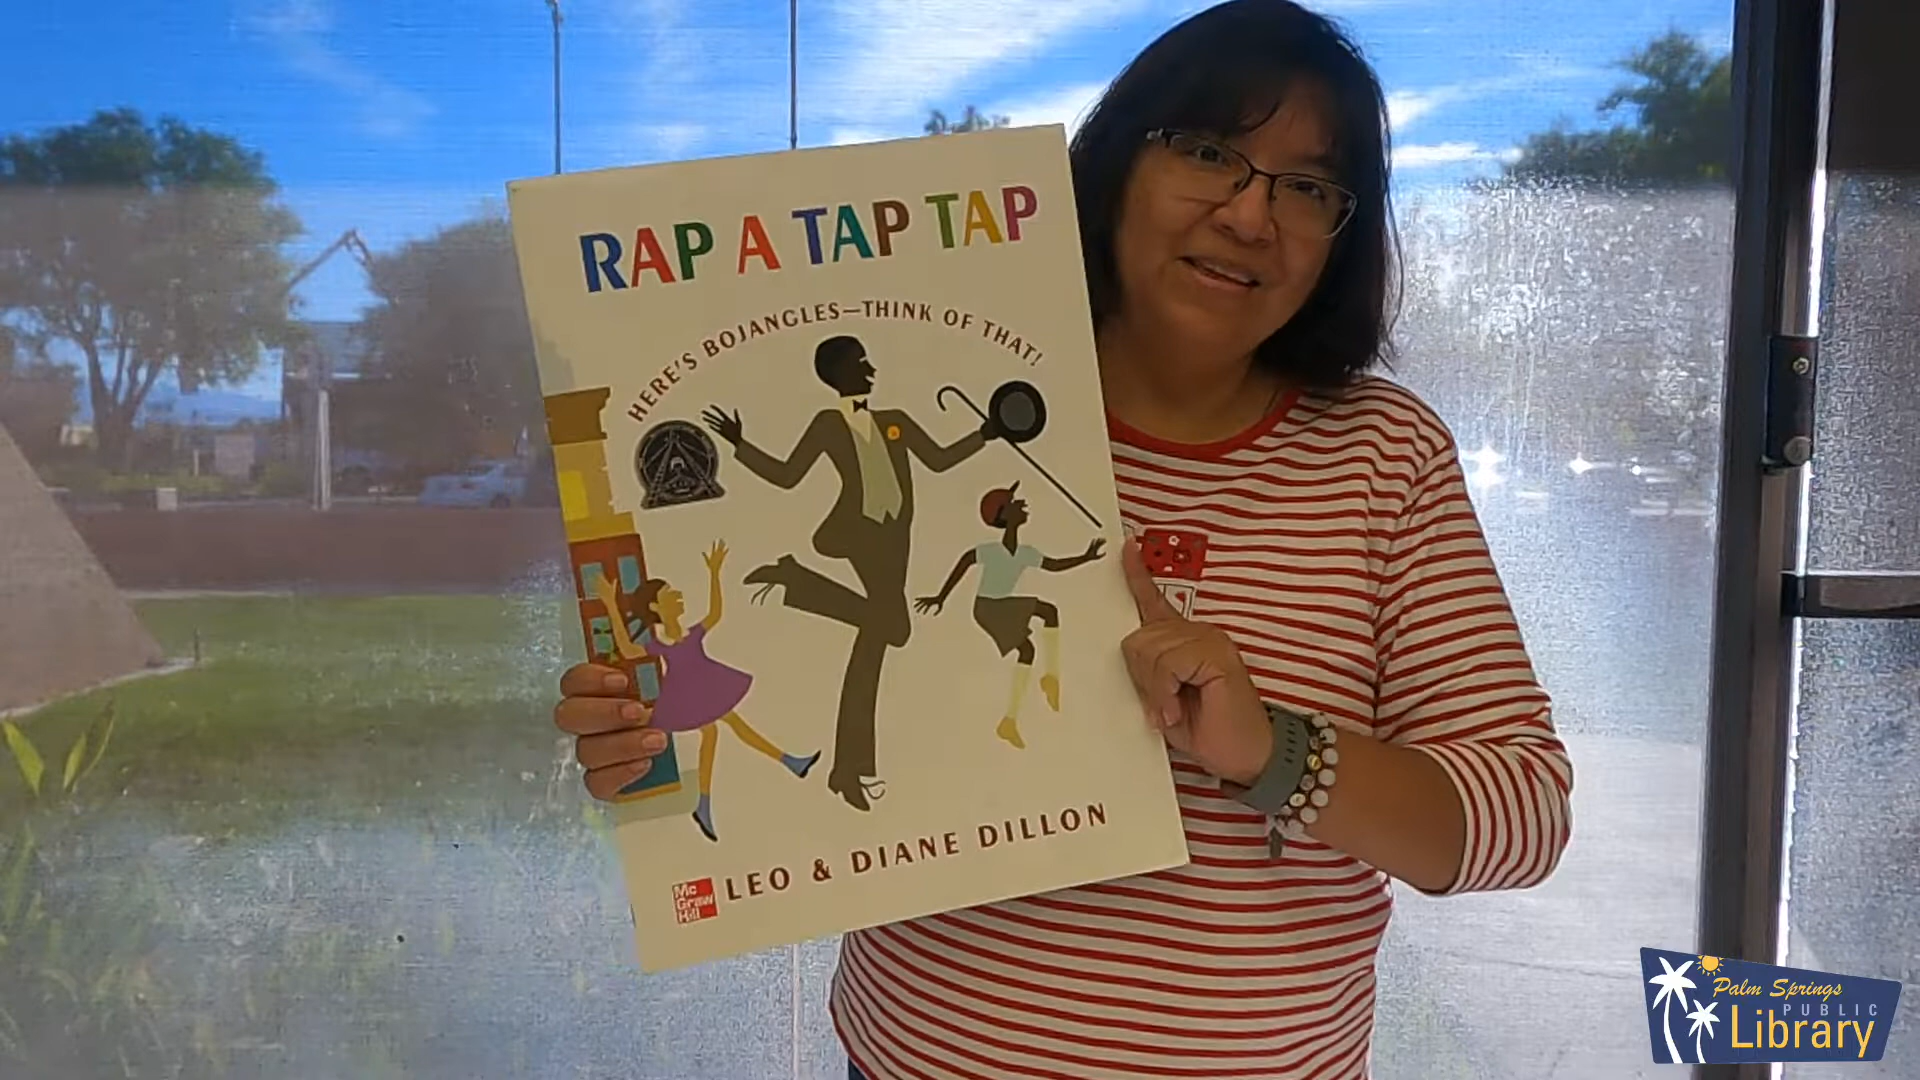 RAP A TAP TAP
HERE'S BOJANGLES—THINK OF THAT!
LEO & DIANE DILLON
Mc
Graw
Hill
Palm Springs
PUBLIC
Library